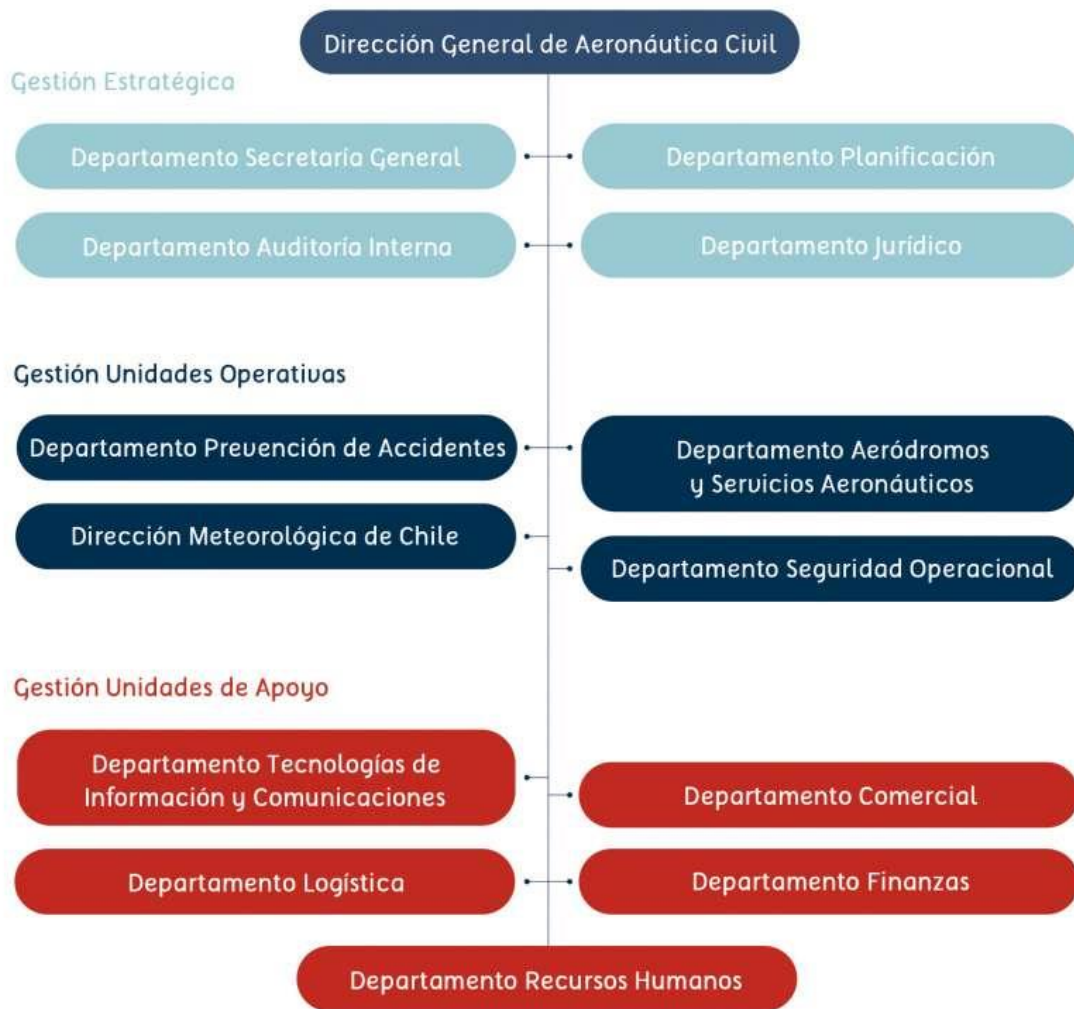 Dirección General de Aeronáutica Civil
Gestión Estratégica
Departamento Secretaría General
Departamento Planificación
Departamento Auditoría Interna
Departamento Jurídico
Gestión Unidades Operativas
Departamento Prevención de Accidentes
Departamento Aeródromos
y Servicios Aeronáuticos
Dirección Meteorológica de Chile
Departamento Seguridad Operacional
Gestión Unidades de Apoyo
Departamento Tecnologías de
Información y Comunicaciones
Departamento Comercial
Departamento Logística
Departamento Finanzas
Departamento Recursos Humanos